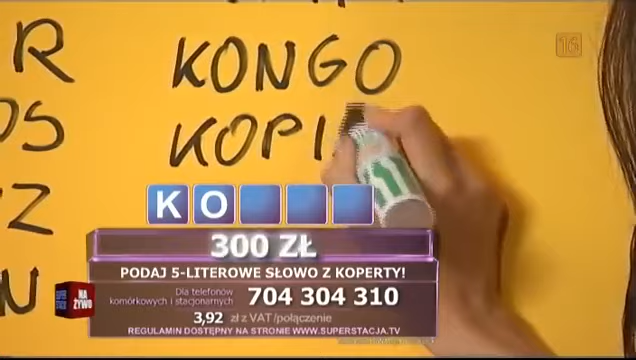 R
KONGO
16
OS
KOPI
Z
K O
N
300 ZŁ
PODAJ 5-LITEROWE SŁOWO Z KOPERTY!
Dla telefonów
komórkowych i stacjonarnych
704 304 310
3,92 zł z VAT /połączenie
REGULAMIN DOSTĘPNY NA STRONIE WWW.SUPERSTACJA.TV
NA
ŻYWO